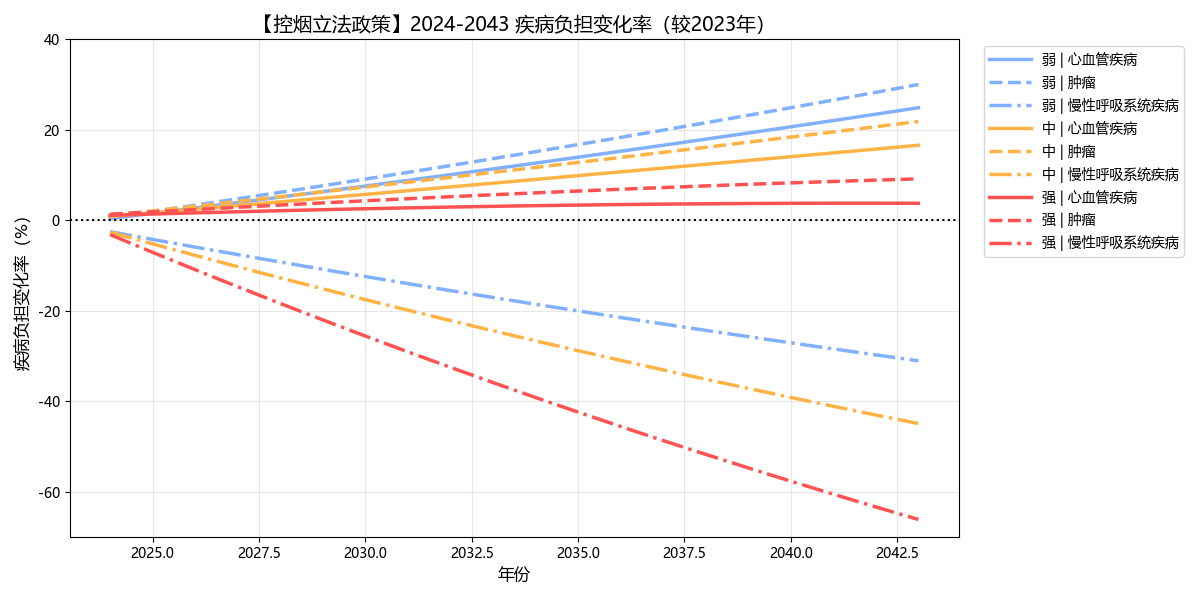 【控烟立法政策】2024-2043 疾病负担变化率（较2023年）
40
20
0
-20
-40
-60
疾病负担变化率（%）
2025.0
2027.5
2030.0
2032.5
2035.0
2037.5
2040.0
2042.5
年份
弱 | 心血管疾病
弱 | 肿瘤
弱 | 慢性呼吸系统疾病
中 | 心血管疾病
中 | 肿瘤
中 | 慢性呼吸系统疾病
强 | 心血管疾病
强 | 肿瘤
强 | 慢性呼吸系统疾病